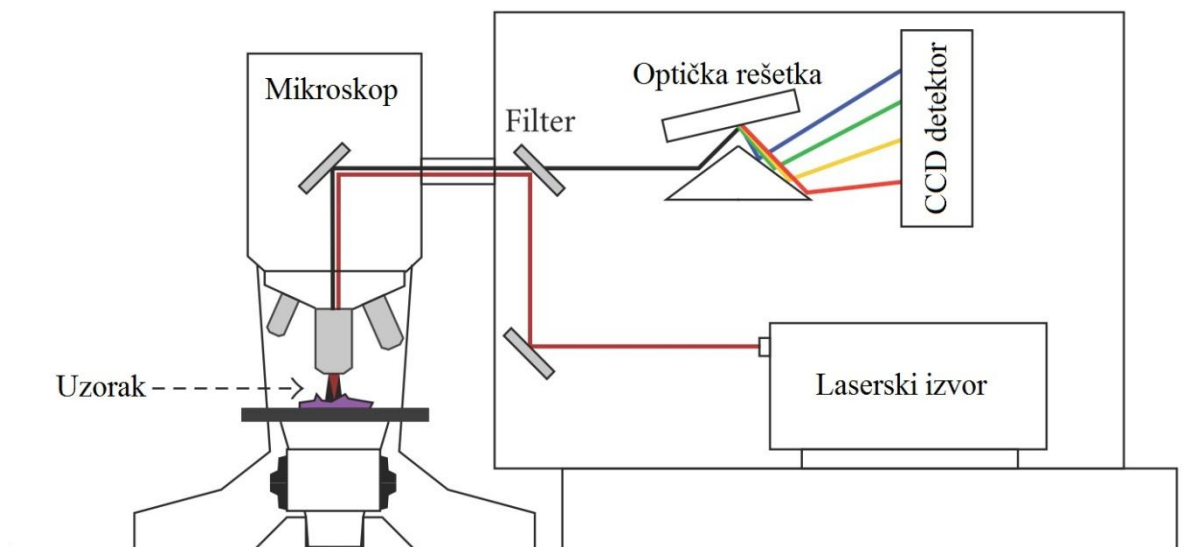 Mikroskop
Filter
Optička rešetka
CCD detektor
Uzorak
Laserski izvor